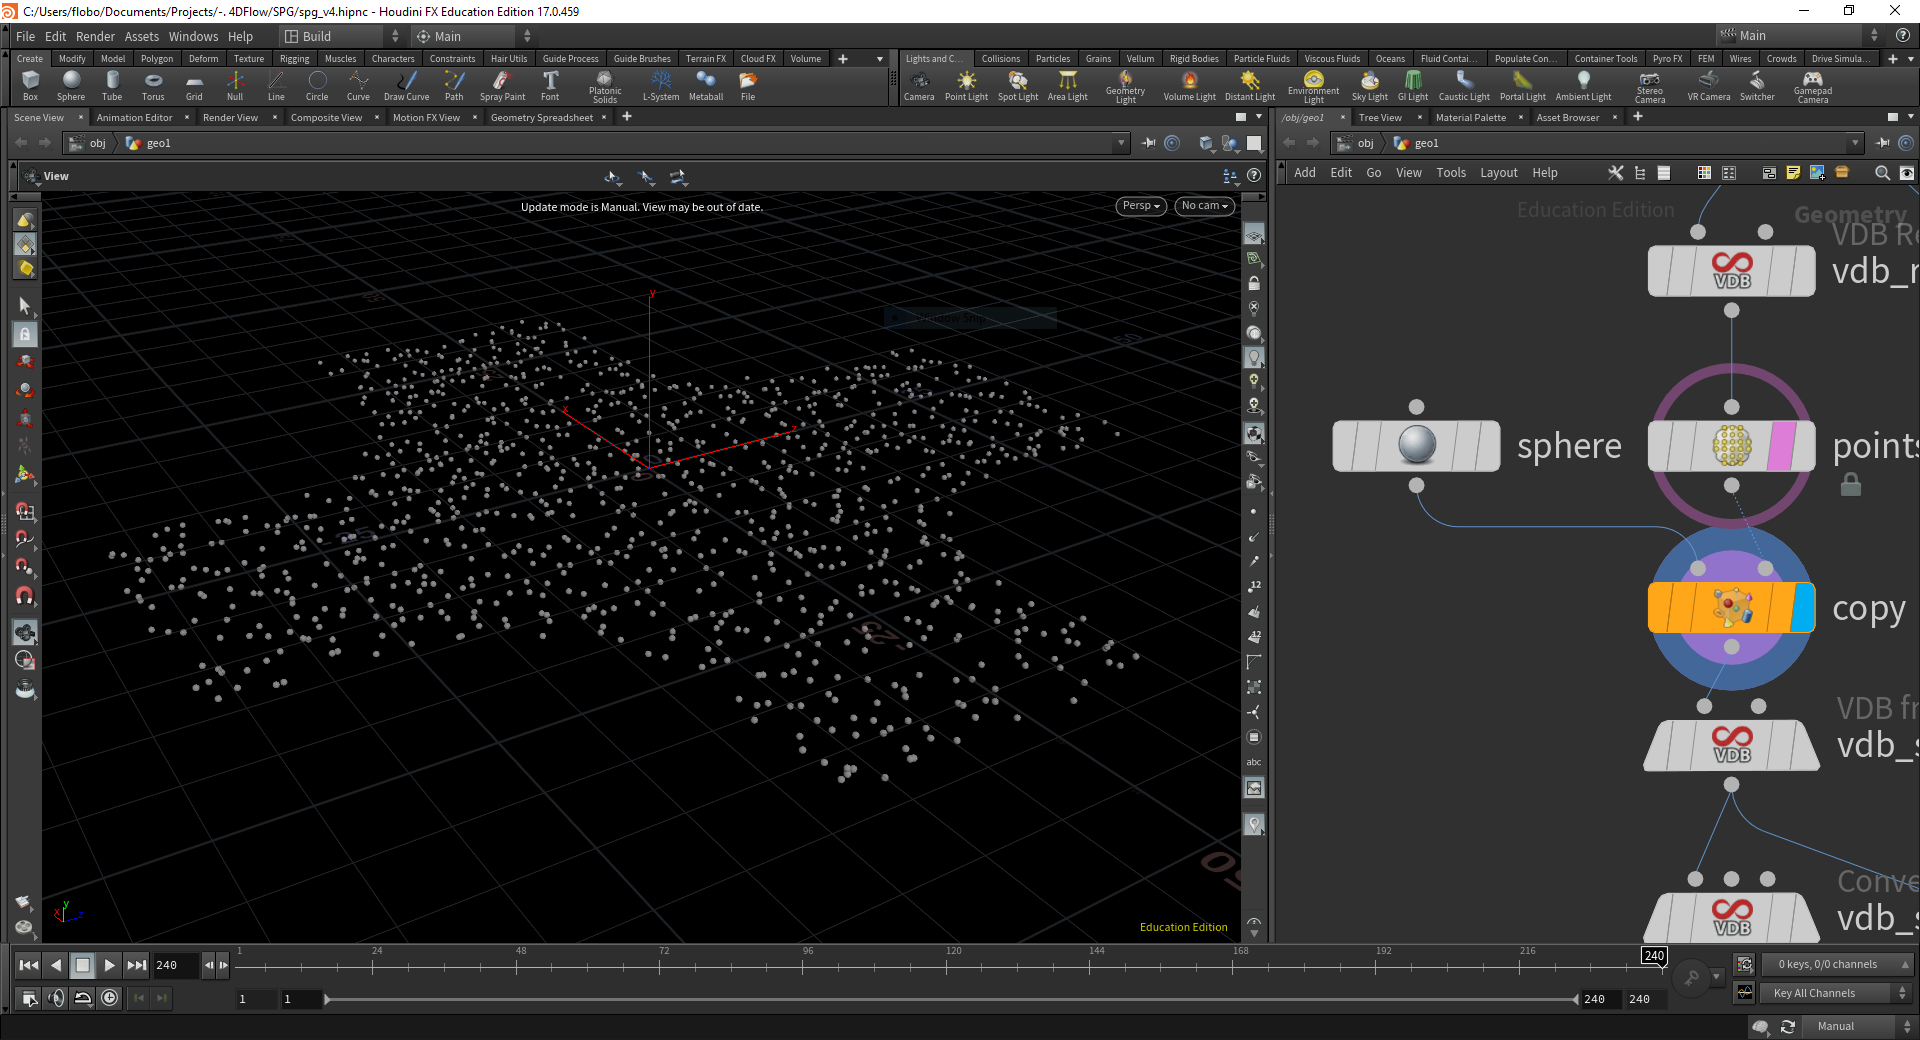 C:/Users/flobo/Documents/Projects/-. 4DFlow/SPG/spg_v4.hipnc - Houdini FX Education Edition 17.0.459
File Edit Render Assets Windows Help Build Main Main
Create Modify Model Polygon Deform Texture Rigging Muscles Characters Constraints Hair Utils Guide Process Guide Brushes Terrain FX Cloud FX Volume
Lights and C... Collisions Particles Grains Vellum Rigid Bodies Particle Fluids Viscous Fluids Oceans Fluid Contai... Populate Con... Container Tools Pyro FX FEM Wires Crowds Drive Simula...
Box Sphere Tube Torus Grid Null Line Circle Curve Draw Curve Path Spray Paint Font Platonic Solids L-System Metaball File
Camera Point Light Spot Light Area Light Geometry Light Volume Light Distant Light Environment Light Sky Light GI Light Caustic Light Portal Light Ambient Light Stereo Camera VR Camera Switcher Gamepad Camera
Scene View Animation Editor Render View Composite View Motion FX View Geometry Spreadsheet
/obj/geo1 Tree View Material Palette Asset Browser
obj geo1
obj geo1
View
Add Edit Go View Tools Layout Help
Update mode is Manual. View may be out of date.
Persp No cam
Education Edition
Geometry
VDB Re
vdb_r
y
x
z
sphere
points
copy
VDB fr
vdb_s
Conve
vdb_s
-25
50
12
12
abc
y
x
z
Education Edition
240
1 24 48 72 96 120 144 168 192 216 240
0 keys, 0/0 channels
1 1 240 240
Key All Channels
Manual